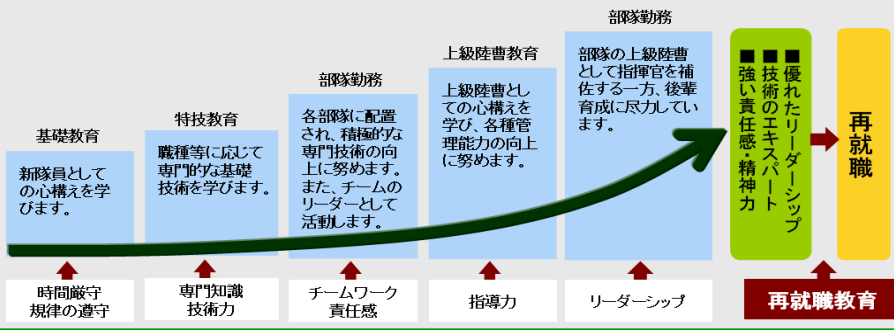 基礎教育
新隊員として
の心構えを学
びます。
時間厳守
規律の遵守
特技教育
職種等に応じて
専門的な基礎
技術を学びます。
専門知識
技術力
部隊勤務
各部隊に配置
され、積極的な
専門技術の向
上に努めます。
また、チームの
リーダーとして
活動します。
チームワーク
責任感
上級陸曹教育
上級陸曹とし
ての心構えを
学び、各種管
理能力の向上
に努めます。
指導力
部隊勤務
部隊の上級陸曹
として指揮官を補
佐する一方、後輩
育成に尽力してい
ます。
リーダーシップ
■優れたリーダーシップ
■技術のエキスパート
■強い責任感・精神力
再就職
再就職教育